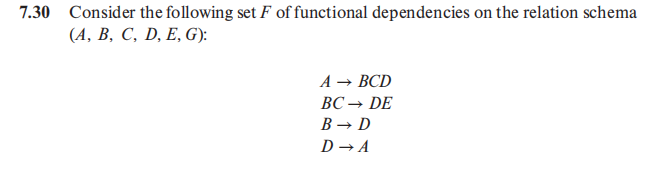 7.30 Consider the following set F of functional dependencies on the relation schema
(A, B, C, D, E, G):
A → BCD
BC → DE
B → D
D → A